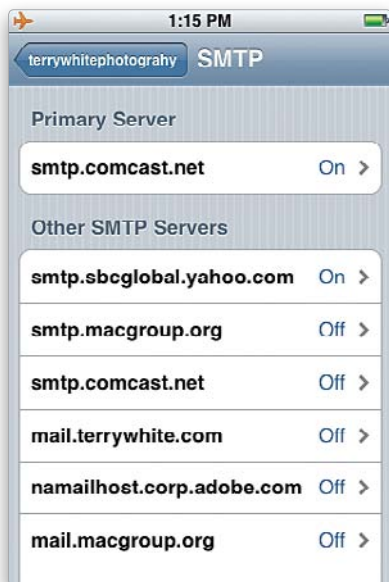 1:15 PM
terrywhitephotograhy SMTP
Primary Server
smtp.comcast.net On
Other SMTP Servers
smtp.sbcglobal.yahoo.com On
smtp.macgroup.org Off
smtp.comcast.net Off
mail.terrywhite.com Off
namailhost.corp.adobe.com Off
mail.macgroup.org Off